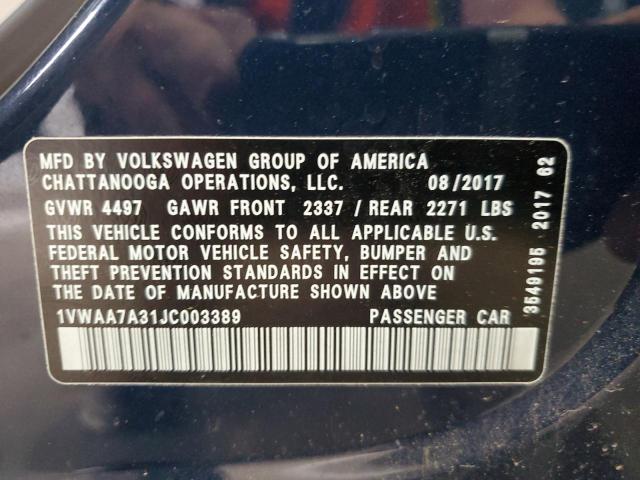 MFD BY VOLKSWAGEN GROUP OF AMERICA
CHATTANOOGA OPERATIONS, LLC. 08/2017
GVWR 4497 GAWR FRONT 2337 / REAR 2271 LBS
THIS VEHICLE CONFORMS TO ALL APPLICABLE U.S.
FEDERAL MOTOR VEHICLE SAFETY, BUMPER AND
THEFT PREVENTION STANDARDS IN EFFECT ON
THE DATE OF MANUFACTURE SHOWN ABOVE
1VWAA7A31JC003389 PASSENGER CAR
3549195 2017 62